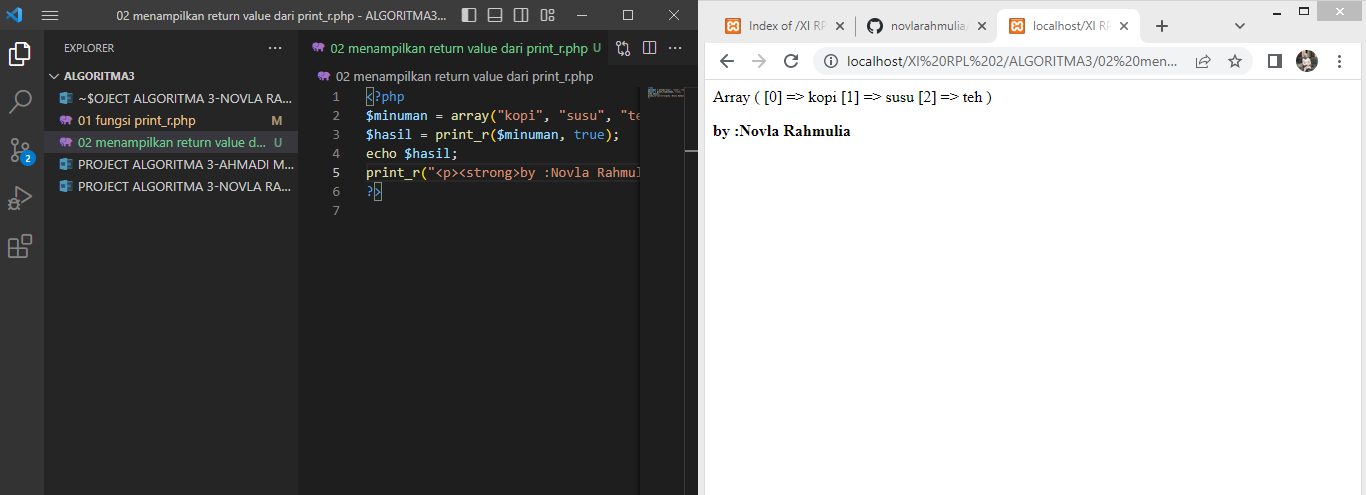 02 menampilkan return value dari print_r.php - ALGORITMA3...
EXPLORER
ALGORITMA3
~$OJECT ALGORITMA 3-NOVLA RA...
01 fungsi print_r.php M
02 menampilkan return value d... U
PROJECT ALGORITMA 3-AHMADI M...
PROJECT ALGORITMA 3-NOVLA RA...
2
02 menampilkan return value dari print_r.php U
02 menampilkan return value dari print_r.php
1 <?php
2 $minuman = array("kopi", "susu", "te
3 $hasil = print_r($minuman, true);
4 echo $hasil;
5 print_r("<p><strong>by :Novla Rahmul
6 ?>
7
Index of /XI RP
novlarahmulia
localhost/XI RP
localhost/XI%20RPL%202/ALGORITMA3/02%20men...
Array ( [0] => kopi [1] => susu [2] => teh )
by :Novla Rahmulia